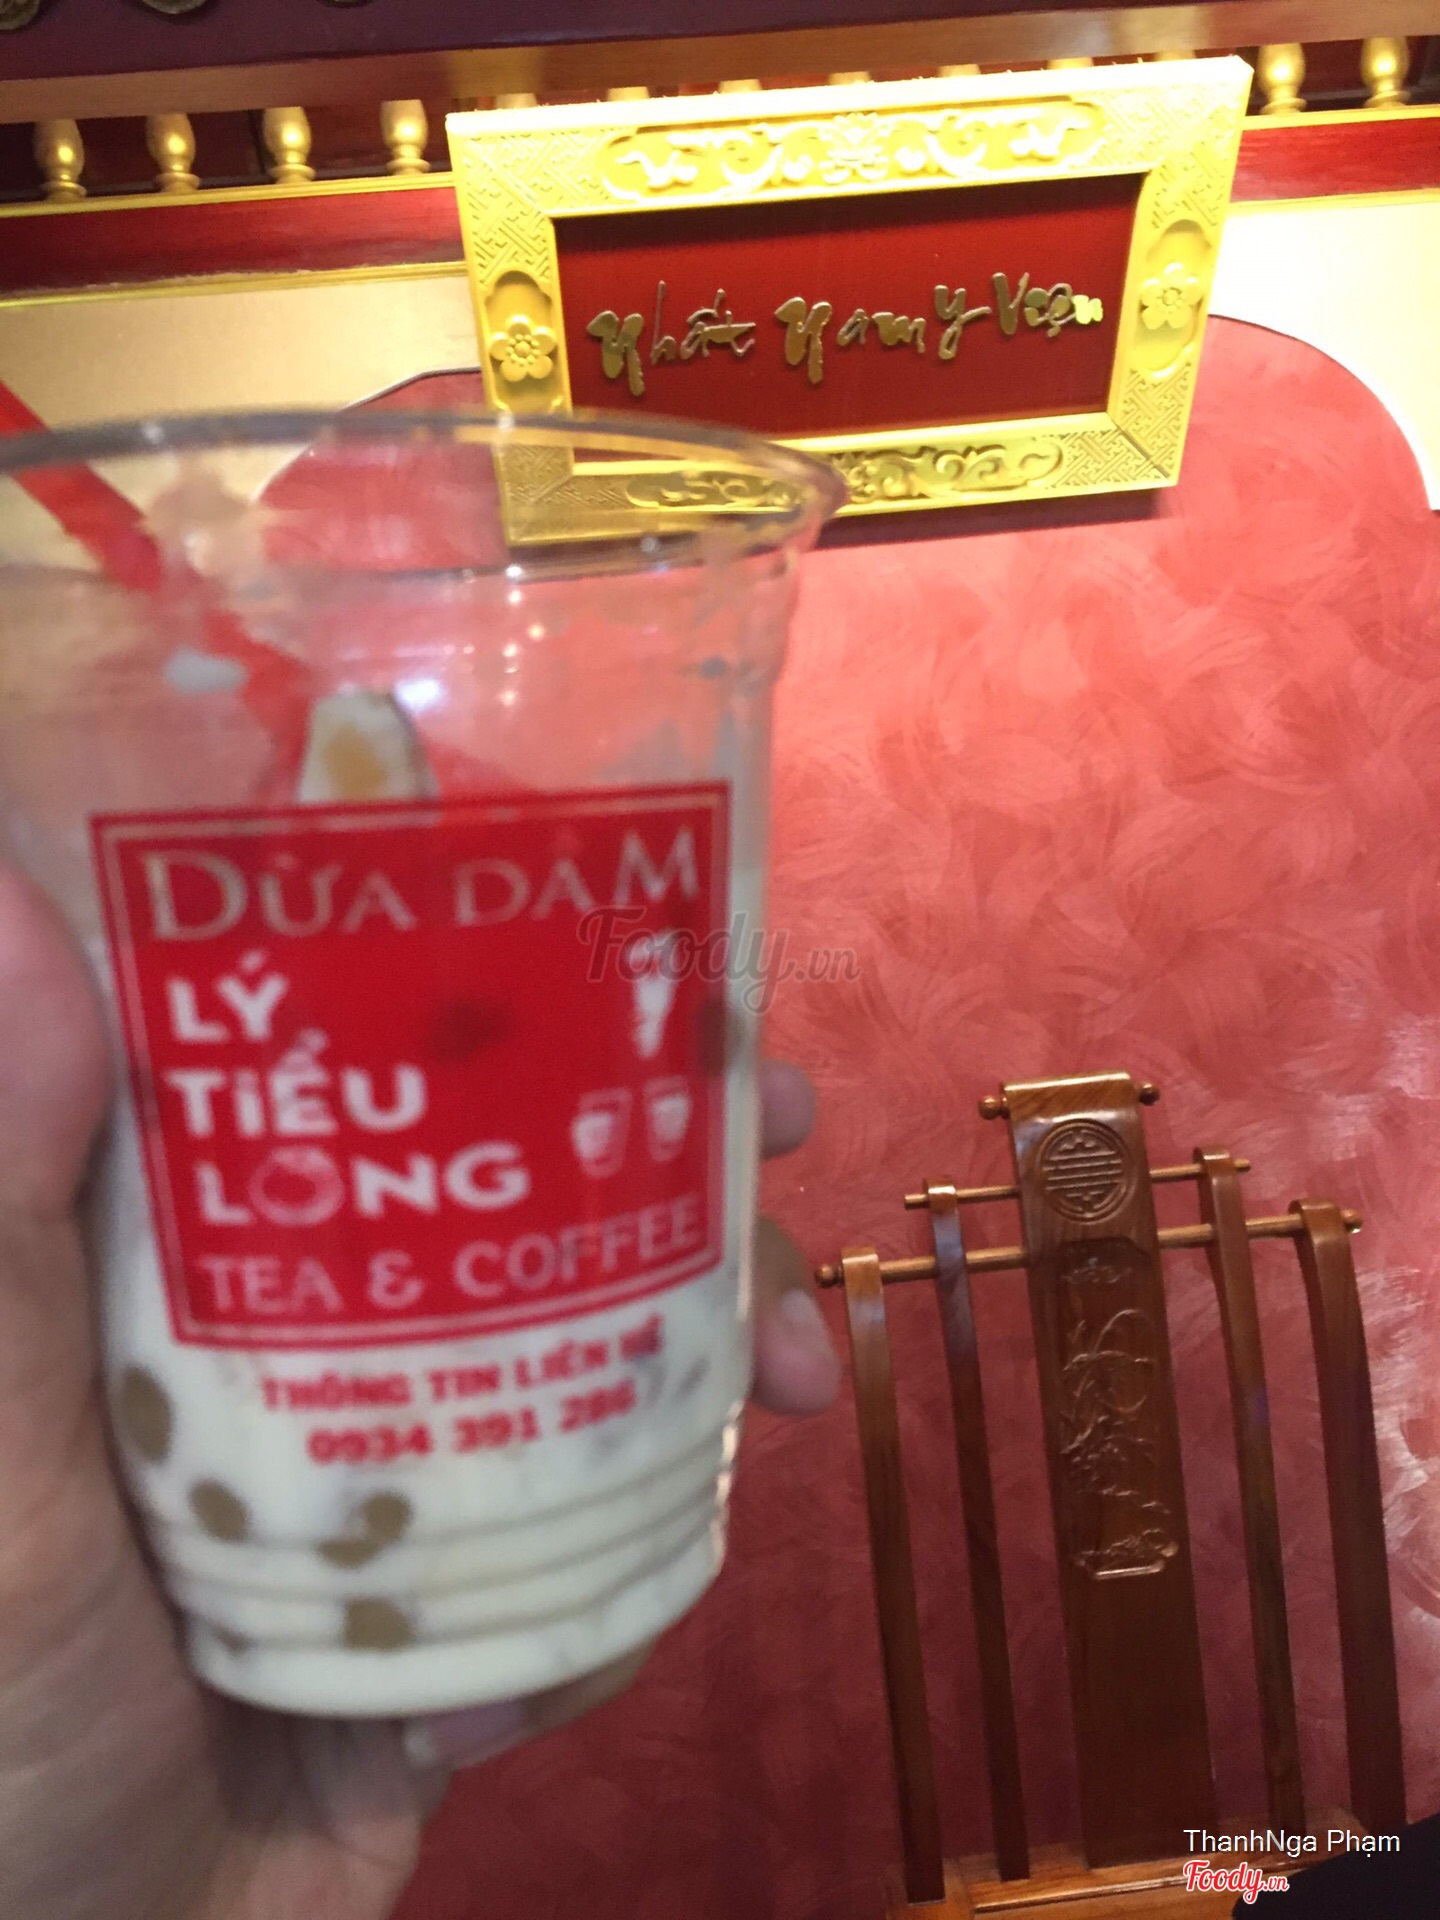 Nhất Nam Y Viện
DỪA DẦM
LÝ
TIỂU
LONG
TEA & COFFEE
THÔNG TIN LIÊN HỆ
0934 391 286
Foody.vn
ThanhNga Phạm
Foody.vn